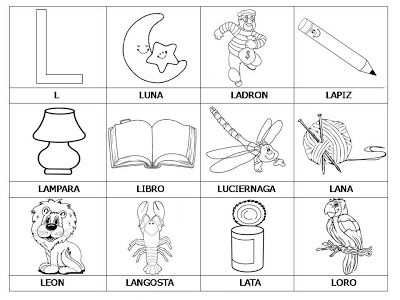 L
L LUNA LADRON LAPIZ
$
LAMPARA LIBRO LUCIERNAGA LANA
LEON LANGOSTA LATA LORO